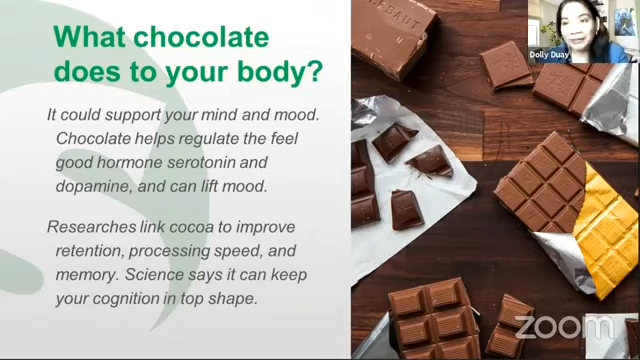 What chocolate
does to your body?
It could support your mind and mood.
Chocolate helps regulate the feel
good hormone serotonin and
dopamine, and can lift mood.
Researches link cocoa to improve
retention, processing speed, and
memory. Science says it can keep
your cognition in top shape.
Dolly Duay
zoom